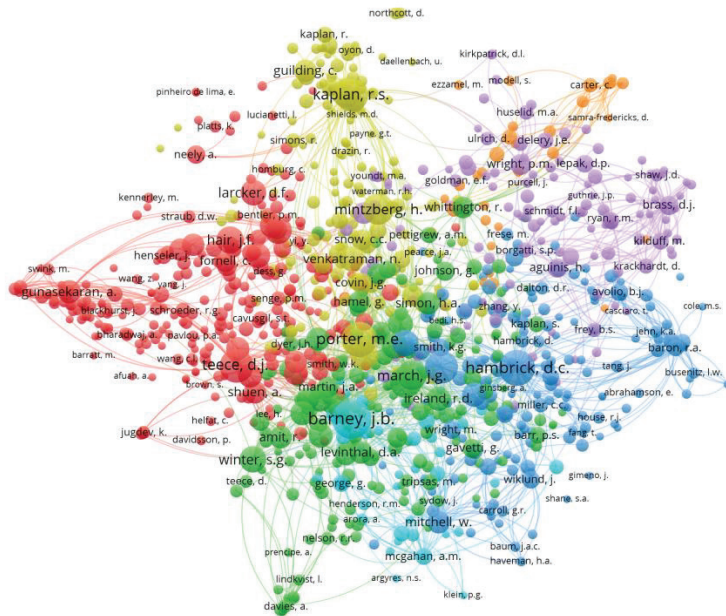 northcott, d.
kaplan, r.
oyon, d.
daellenbach, u.
guilding, c.
kirkpatrick, d.l.
ezzamel, m.
modell, s.
carter, c.
pinheiro de lima, e.
kaplan, r.s.
huselid, m.a.
samra-fredericks, d.
lucianetti, l.
shields, m.d.
platts, k.
simons, r.
payne, g.t.
ulrich, d.
delery, j.e.
neely, a.
drazin, r.
goldman, e.f.
wright, p.m.
lepak, d.p.
homburg, c.
youndt, m.a.
purcell, j.
shaw, j.d.
larcker, d.f.
waterman, r.h.
whittington, r.
guthrie, j.p.
kennerley, m.
mintzberg, h.
schmidt, f.l.
ryan, r.m.
brass, d.j.
straub, d.w.
bentler, p.m.
pettigrew, a.m.
frese, m.
hair, j.f.
yi, y.
snow, c.c.
borgatti, s.p.
kilduff, m.
henseler, j.
fornell, c.
venkatraman, n.
pearce, j.a.
aguinis, h.
krackhardt, d.
swink, m.
wang, z.
dess, g.
covin, j.g.
johnson, g.
dalton, d.r.
gunasekaran, a.
yang, j.
senge, p.m.
hamel, g.
simon, h.a.
zhang, y.
avolio, b.j.
casciaro, t.
cole, m.s.
blackhurst, j.
schroeder, r.g.
cavusgil, s.t.
bedi, h.s.
kaplan, s.
frey, b.s.
jehn, k.a.
bharadwaj, a.
pavlou, p.a.
dyer, j.h.
porter, m.e.
smith, k.g.
hambrick, d.
tang, j.
baron, r.a.
barratt, m.
wang, c.l.
teece, d.j.
smith, w.k.
march, j.g.
hambrick, d.c.
busenitz, l.w.
afuah, a.
brown, s.
shuen, a.
martin, j.a.
ireland, r.d.
ginsberg, a.
miller, c.c.
abrahamson, e.
helfat, c.
lee, h.
barney, j.b.
house, r.j.
jugdev, k.
davidsson, p.
amit, r.
wright, m.
barr, p.s.
fang, t.
winter, s.g.
levinthal, d.a.
gavetti, g.
teece, d.
george, g.
tripsas, m.
wiklund, j.
gimeno, j.
henderson, r.m.
sydow, j.
shane, s.a.
arora, a.
mitchell, w.
carroll, g.r.
nelson, r.r.
baum, j.a.c.
prencipe, a.
mcgahan, a.m.
haveman, h.a.
lindkvist, l.
argyres, n.s.
davies, a.
klein, p.g.